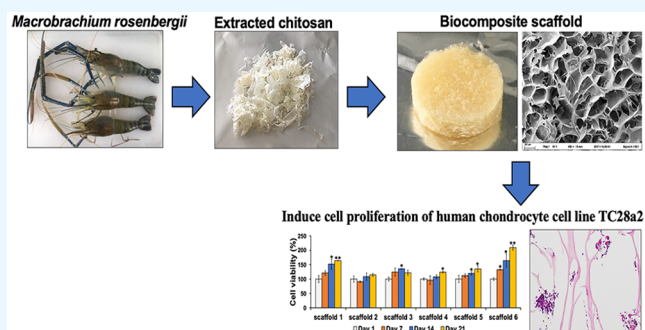 Macrobrachium rosenbergii
Extracted chitosan
Biocomposite scaffold
Induce cell proliferation of human chondrocyte cell line TC28a2
Cell viability (%)
250
200
150
100
50
0
* ** * * * * * * **
scaffold 1 scaffold 2 scaffold 3 scaffold 4 scaffold 5 scaffold 6
Day 1 Day 7 Day 14 Day 21